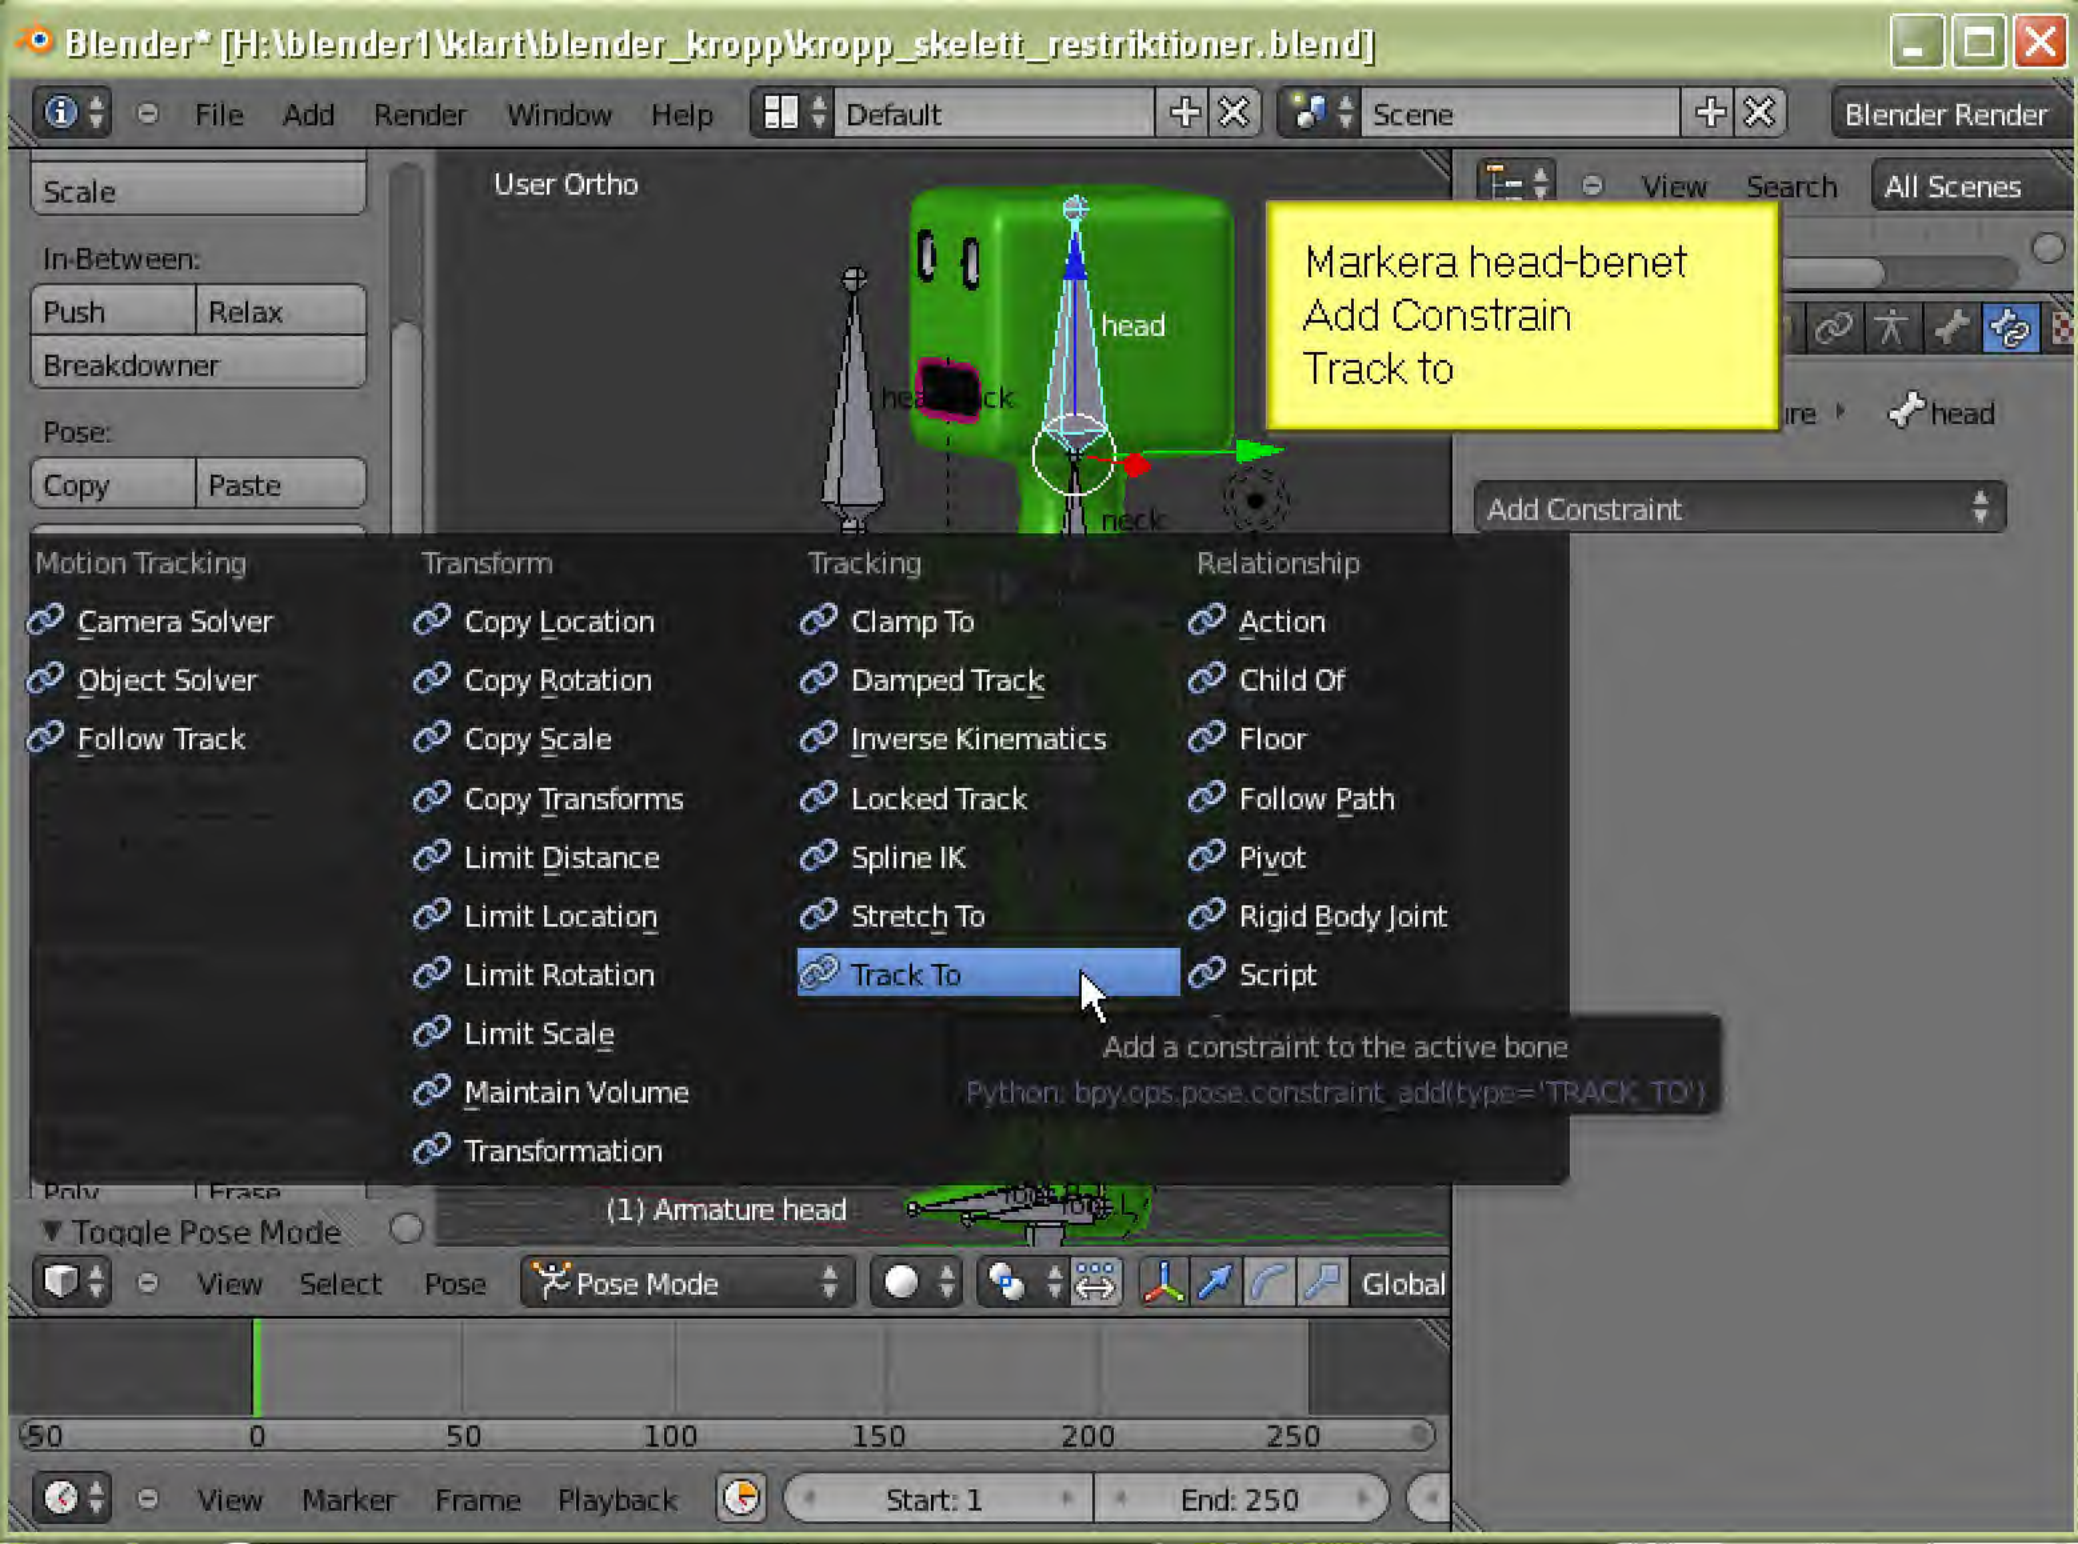 Blender* [H:\blender1\klart\blender_kropp\kropp_skelett_restriktioner.blend]
File Add Render Window Help Default Scene Blender Render
Scale
In-Between:
Push Relax
Breakdowner
Pose:
Copy Paste
User Ortho
head
neck
Markera head-benet
Add Constrain
Track to
View Search All Scenes
head
Add Constraint
Motion Tracking
Camera Solver
Object Solver
Follow Track
Transform
Copy Location
Copy Rotation
Copy Scale
Copy Transforms
Limit Distance
Limit Location
Limit Rotation
Limit Scale
Maintain Volume
Transformation
Tracking
Clamp To
Damped Track
Inverse Kinematics
Locked Track
Spline IK
Stretch To
Track To
Relationship
Action
Child Of
Floor
Follow Path
Pivot
Rigid Body Joint
Script
Add a constraint to the active bone
Python: bpy.ops.pose.constraint_add(type='TRACK_TO')
Poly Erase
Toggle Pose Mode
(1) Armature head
View Select Pose Pose Mode Global
-50 0 50 100 150 200 250
View Marker Frame Playback Start: 1 End: 250